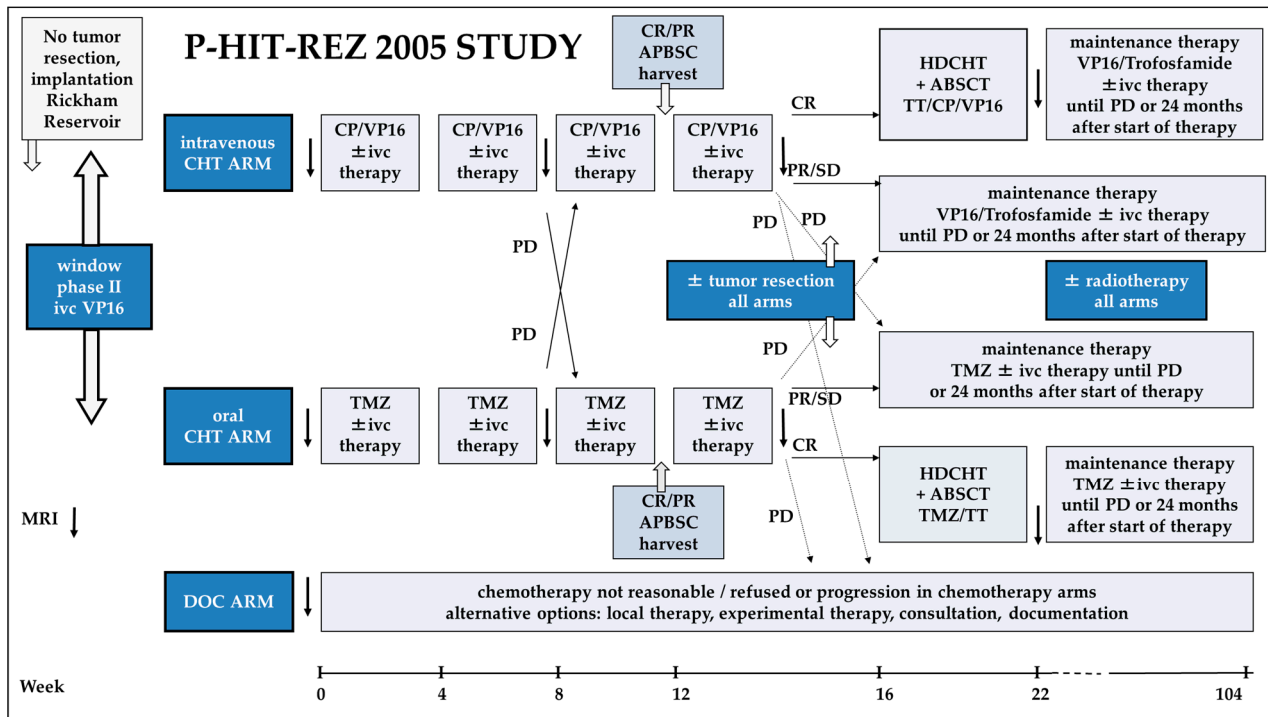 No tumor
resection,
implantation
Rickham
Reservoir
P-HIT-REZ 2005 STUDY
CR/PR
APBSC
harvest
HDCHT
+ ABSCT
TT/CP/VP16
maintenance therapy
VP16/Trofosfamide
±ivc therapy
until PD or 24 months
after start of therapy
CR
intravenous
CHT ARM
CP/VP16
±ivc
therapy
CP/VP16
±ivc
therapy
CP/VP16
±ivc
therapy
CP/VP16
±ivc
therapy
PR/SD
maintenance therapy
VP16/Trofosfamide ± ivc therapy
until PD or 24 months after start of therapy
PD
PD
PD
window
phase II
ivc VP16
± tumor resection
all arms
± radiotherapy
all arms
PD
PD
maintenance therapy
TMZ ± ivc therapy until PD
or 24 months after start of therapy
PR/SD
oral
CHT ARM
TMZ
±ivc
therapy
TMZ
±ivc
therapy
TMZ
±ivc
therapy
TMZ
±ivc
therapy
CR
HDCHT
+ ABSCT
TMZ/TT
maintenance therapy
TMZ ±ivc therapy
until PD or 24 months
after start of therapy
CR/PR
APBSC
harvest
PD
MRI
DOC ARM
chemotherapy not reasonable / refused or progression in chemotherapy arms
alternative options: local therapy, experimental therapy, consultation, documentation
Week
0 4 8 12 16 22 104